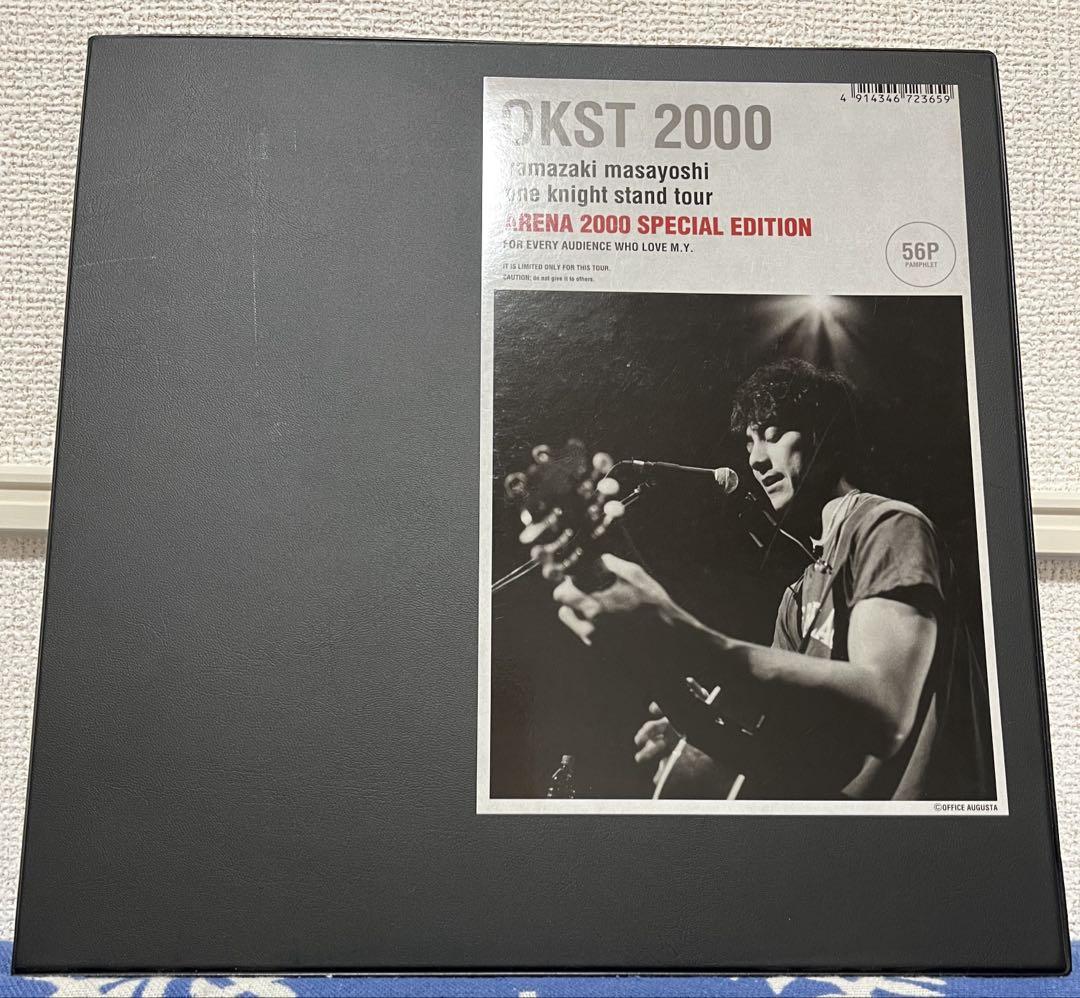 OKST 2000
yamazaki masayoshi
one knight stand tour
ARENA 2000 SPECIAL EDITION
FOR EVERY AUDIENCE WHO LOVE M.Y.
IT IS LIMITED ONLY FOR THIS TOUR.
CAUTION; do not give it to others.
4 914346 723659
56P
PAMPHLET
©OFFICE AUGUSTA